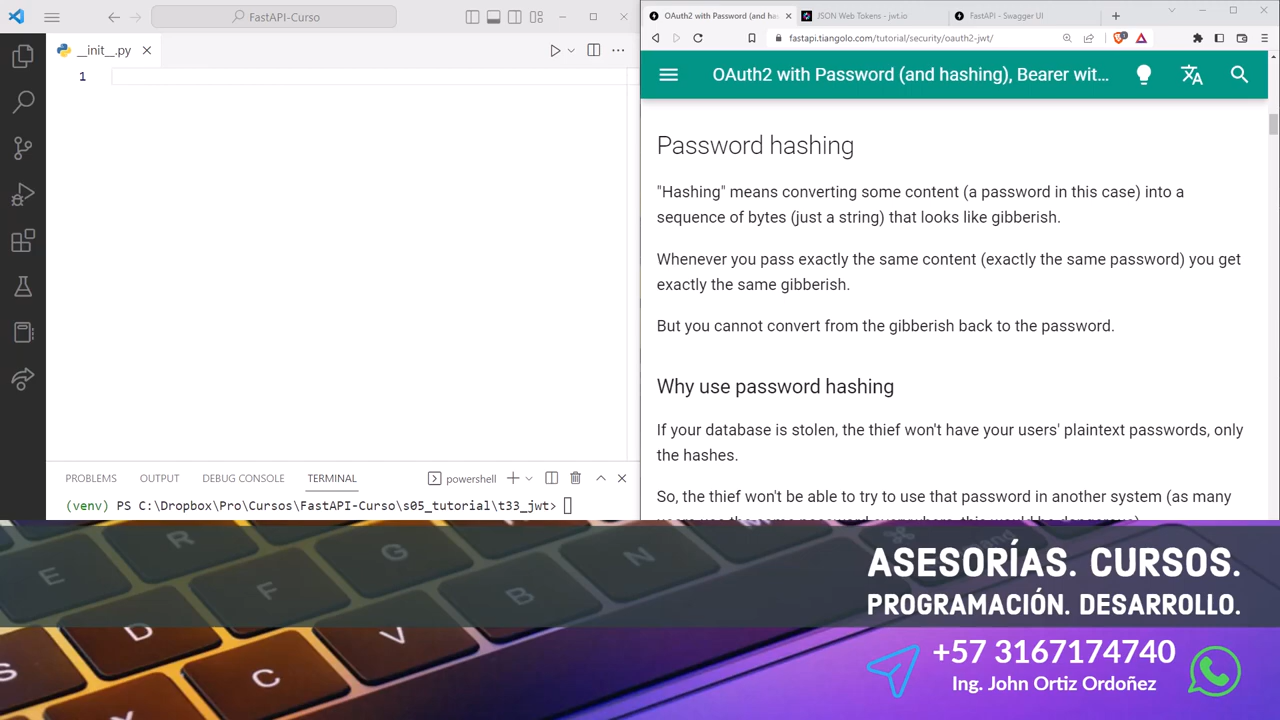 FastAPI-Curso
__init__.py
1
PROBLEMS OUTPUT DEBUG CONSOLE TERMINAL powershell
(venv) PS C:\Dropbox\Pro\Cursos\FastAPI-Curso\s05_tutorial\t33_jwt>
OAuth2 with Password (and ha JSON Web Tokens - jwt.io FastAPI - Swagger UI
fastapi.tiangolo.com/tutorial/security/oauth2-jwt/
OAuth2 with Password (and hashing), Bearer wit...
Password hashing
"Hashing" means converting some content (a password in this case) into a
sequence of bytes (just a string) that looks like gibberish.
Whenever you pass exactly the same content (exactly the same password) you get
exactly the same gibberish.
But you cannot convert from the gibberish back to the password.
Why use password hashing
If your database is stolen, the thief won't have your users' plaintext passwords, only
the hashes.
So, the thief won't be able to try to use that password in another system (as many
ASESORÍAS. CURSOS.
PROGRAMACIÓN. DESARROLLO.
+57 3167174740
Ing. John Ortiz Ordoñez
E R F G B N D C V S